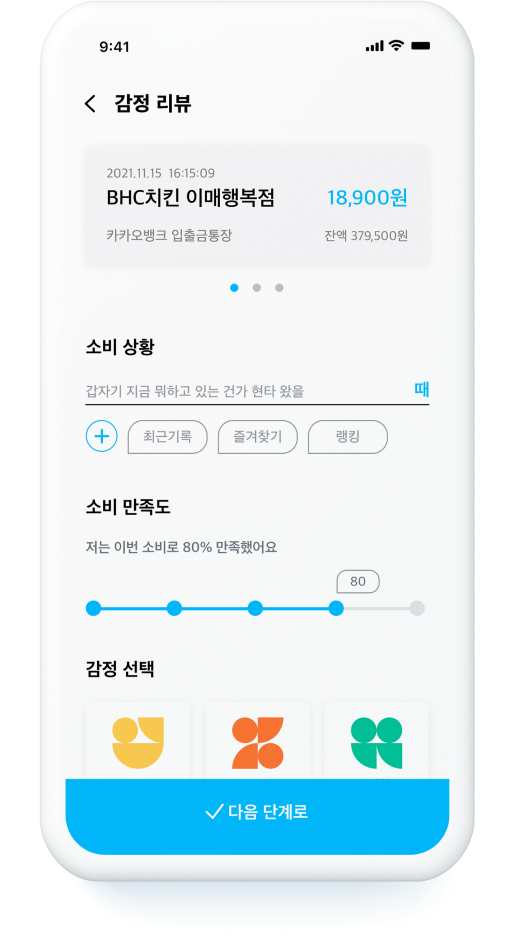 9:41
감정 리뷰
2021.11.15 16:15:09
BHC치킨 이매행복점 18,900원
카카오뱅크 입출금통장 잔액 379,500원
소비 상황
갑자기 지금 뭐하고 있는 건가 현타 왔을 때
최근기록 즐겨찾기 랭킹
소비 만족도
저는 이번 소비로 80% 만족했어요
80
감정 선택
다음 단계로